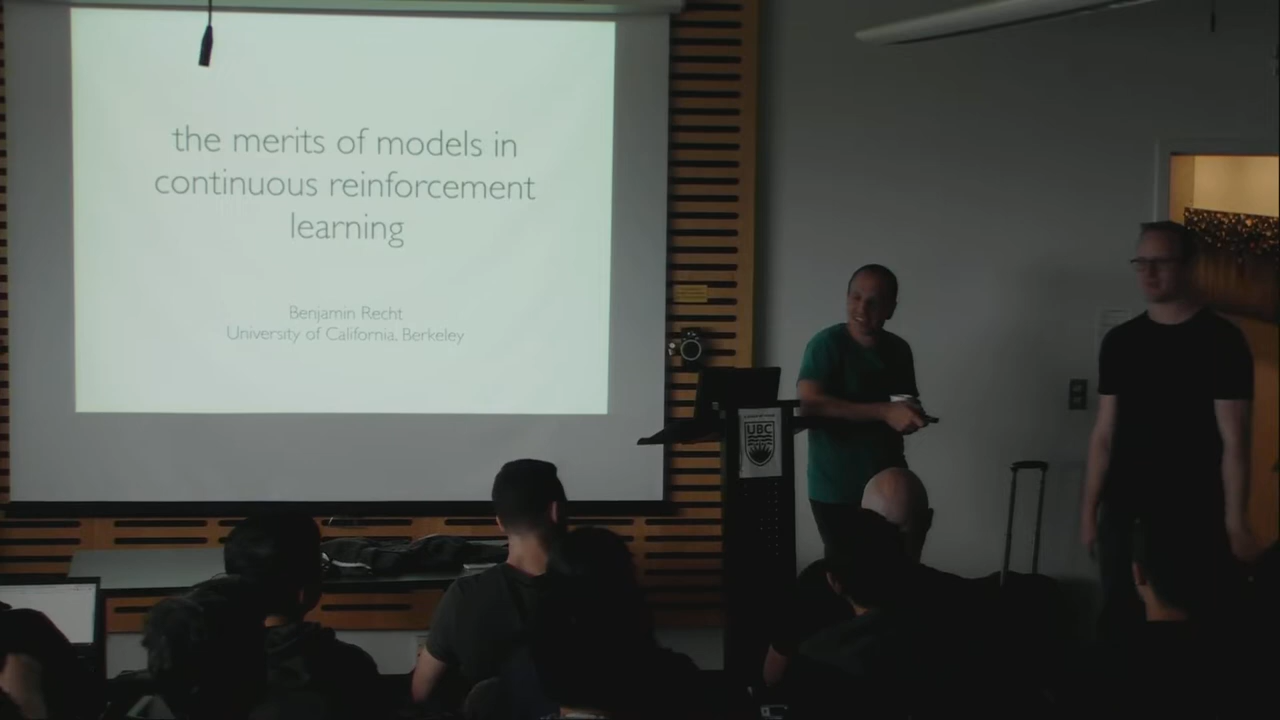 the merits of models in
continuous reinforcement
learning
Benjamin Recht
University of California, Berkeley
UBC